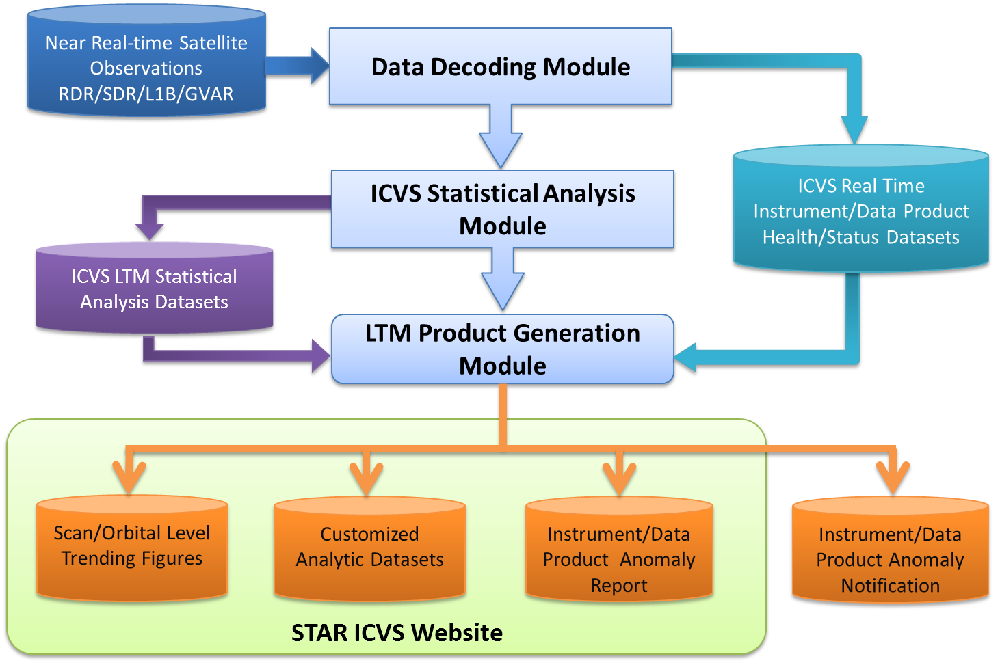 Near Real-time Satellite
Observations
RDR/SDR/L1B/GVAR
Data Decoding Module
ICVS Statistical Analysis
Module
ICVS Real Time
Instrument/Data Product
Health/Status Datasets
ICVS LTM Statistical
Analysis Datasets
LTM Product Generation
Module
Scan/Orbital Level
Trending Figures
Customized
Analytic Datasets
Instrument/Data
Product Anomaly
Report
Instrument/Data
Product Anomaly
Notification
STAR ICVS Website